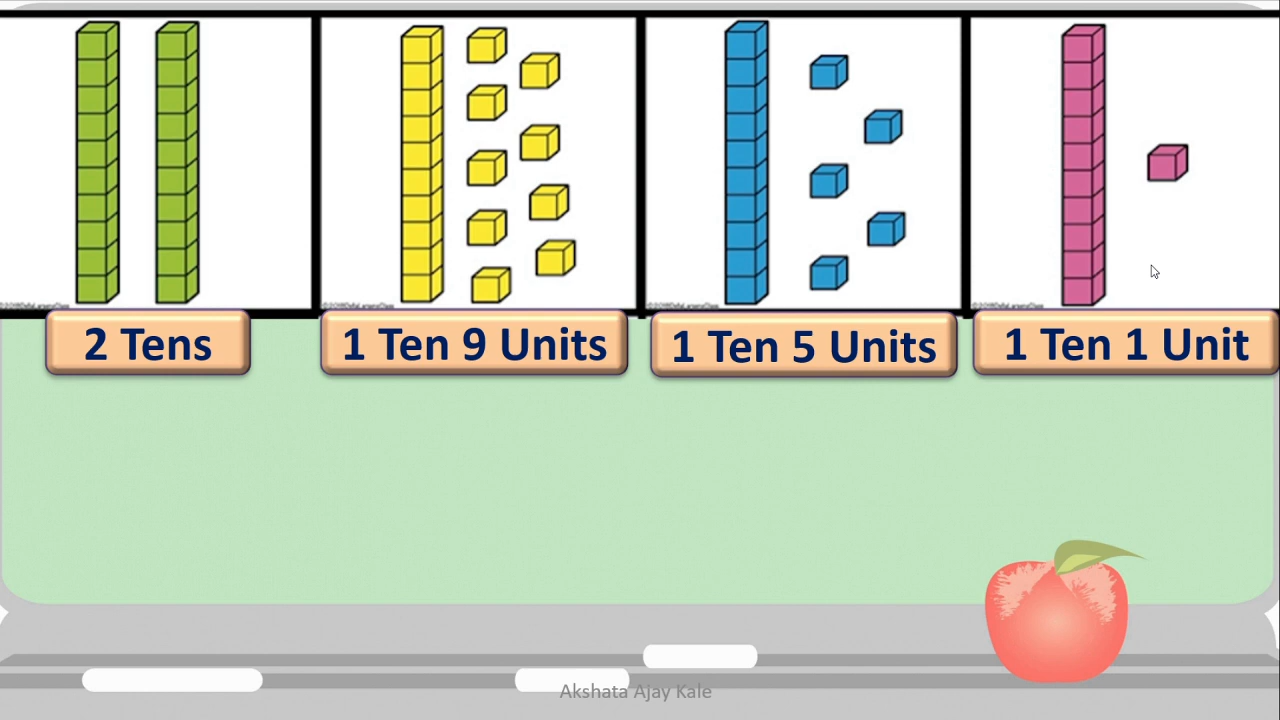 2 Tens
1 Ten 9 Units
1 Ten 5 Units
1 Ten 1 Unit
Akshata Ajay Kale